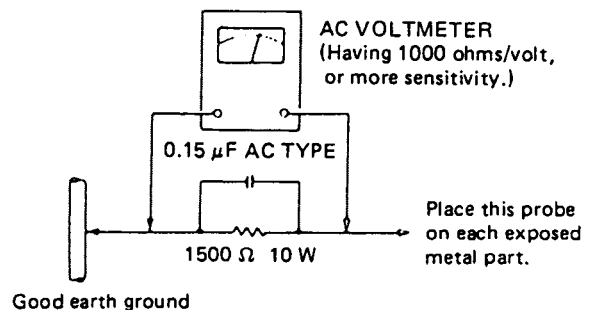 AC VOLTMETER
(Having 1000 ohms/volt,
or more sensitivity.)
0.15 μF AC TYPE
1500 Ω 10 W
Place this probe
on each exposed
metal part.
Good earth ground